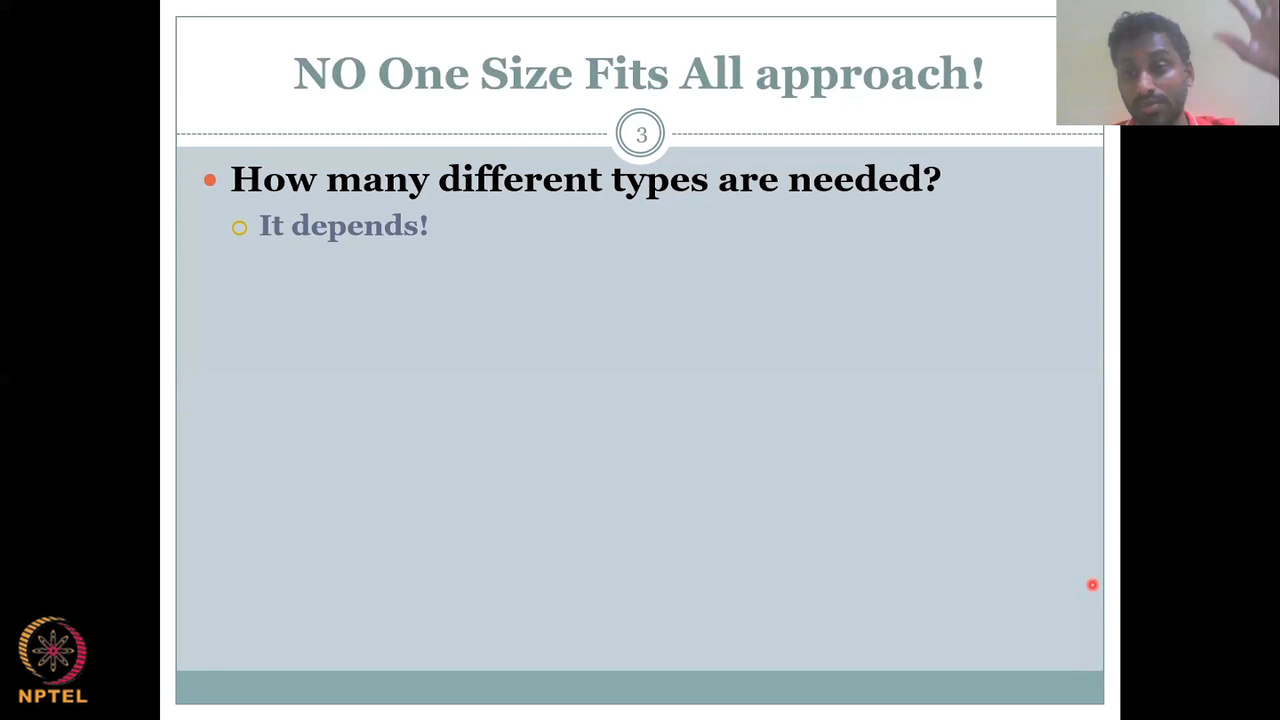 NO One Size Fits All approach!
3
How many different types are needed?
It depends!
NPTEL